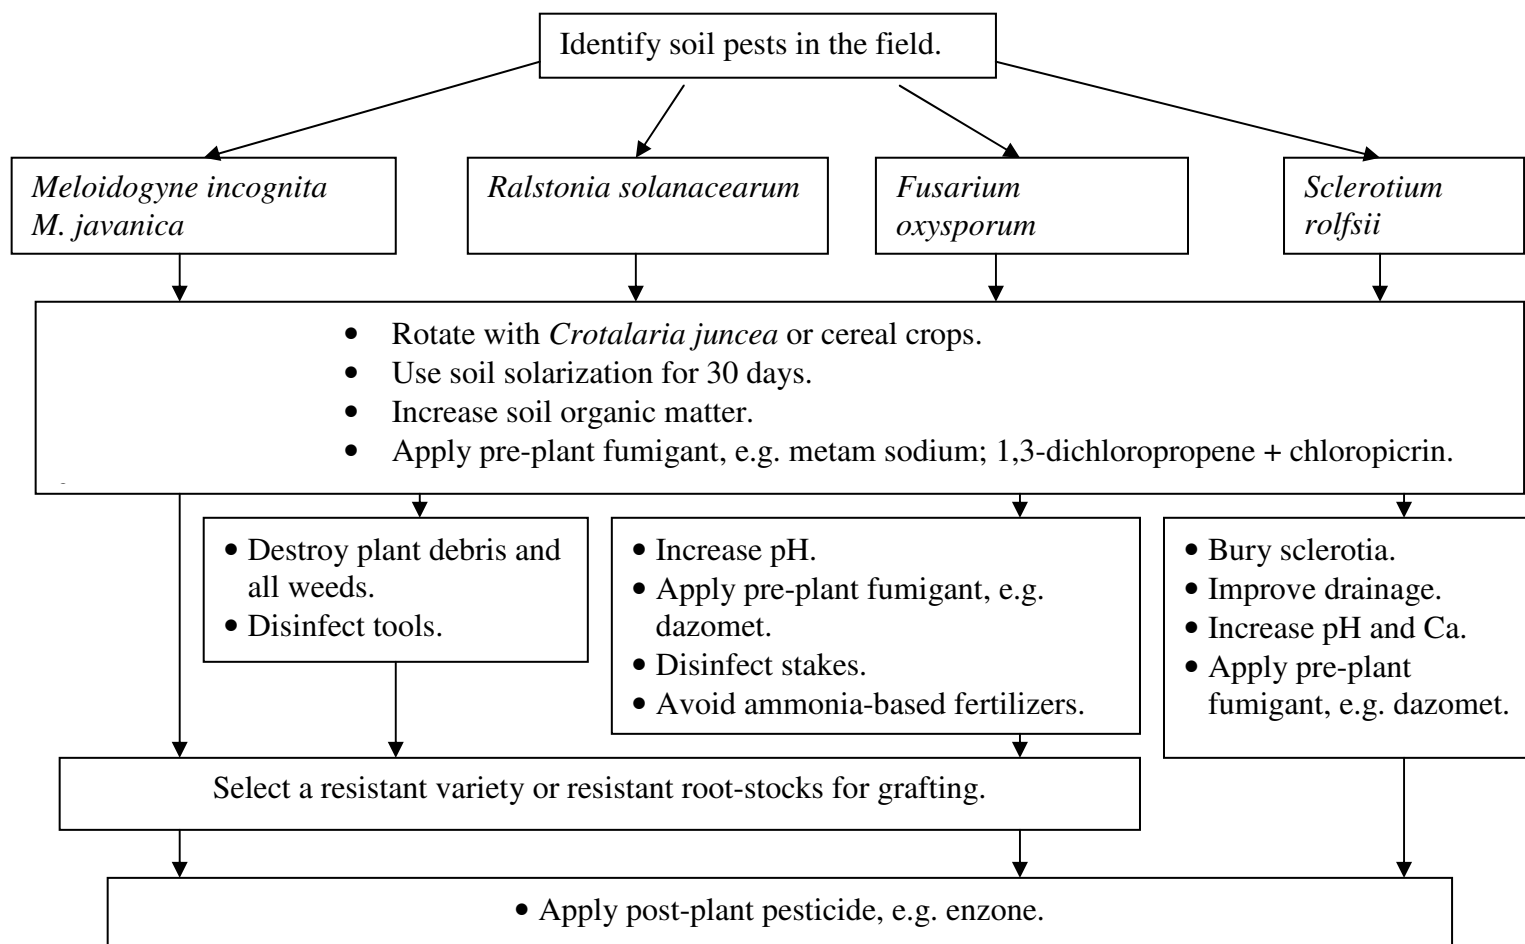 Identify soil pests in the field.
Meloidogyne incognita
M. javanica
Ralstonia solanacearum
Fusarium
oxysporum
Sclerotium
rolfsii
• Rotate with Crotalaria juncea or cereal crops.
• Use soil solarization for 30 days.
• Increase soil organic matter.
• Apply pre-plant fumigant, e.g. metam sodium; 1,3-dichloropropene + chloropicrin.
• Destroy plant debris and
all weeds.
• Disinfect tools.
• Increase pH.
• Apply pre-plant fumigant, e.g.
dazomet.
• Disinfect stakes.
• Avoid ammonia-based fertilizers.
• Bury sclerotia.
• Improve drainage.
• Increase pH and Ca.
• Apply pre-plant
fumigant, e.g. dazomet.
Select a resistant variety or resistant root-stocks for grafting.
• Apply post-plant pesticide, e.g. enzone.